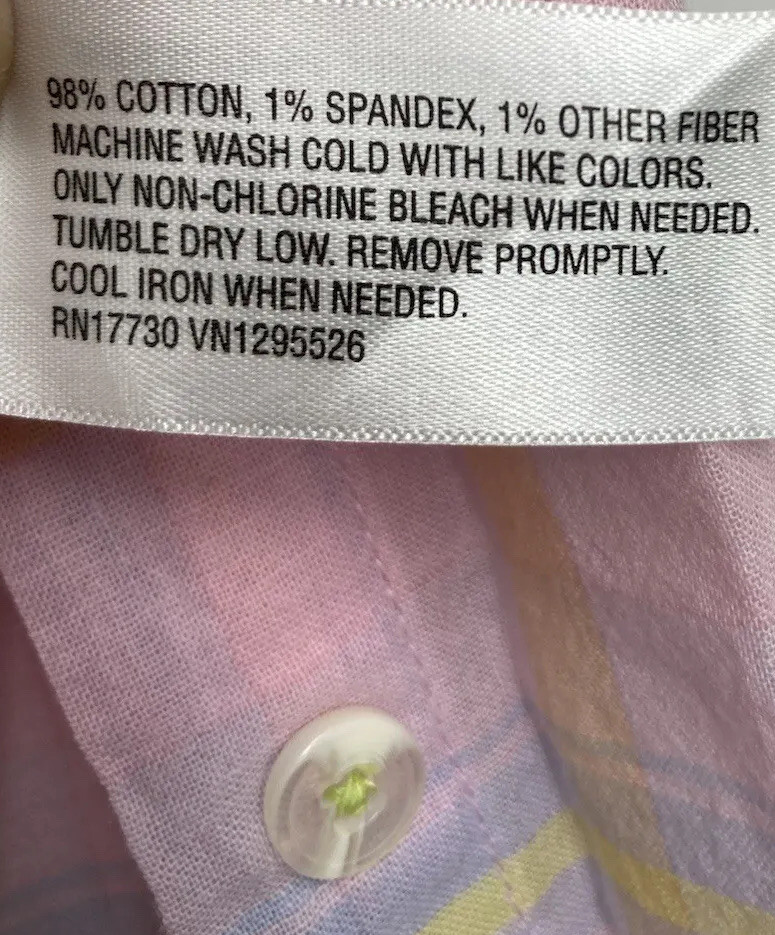 98% COTTON, 1% SPANDEX, 1% OTHER FIBER
MACHINE WASH COLD WITH LIKE COLORS.
ONLY NON-CHLORINE BLEACH WHEN NEEDED.
TUMBLE DRY LOW. REMOVE PROMPTLY.
COOL IRON WHEN NEEDED.
RN17730 VN1295526